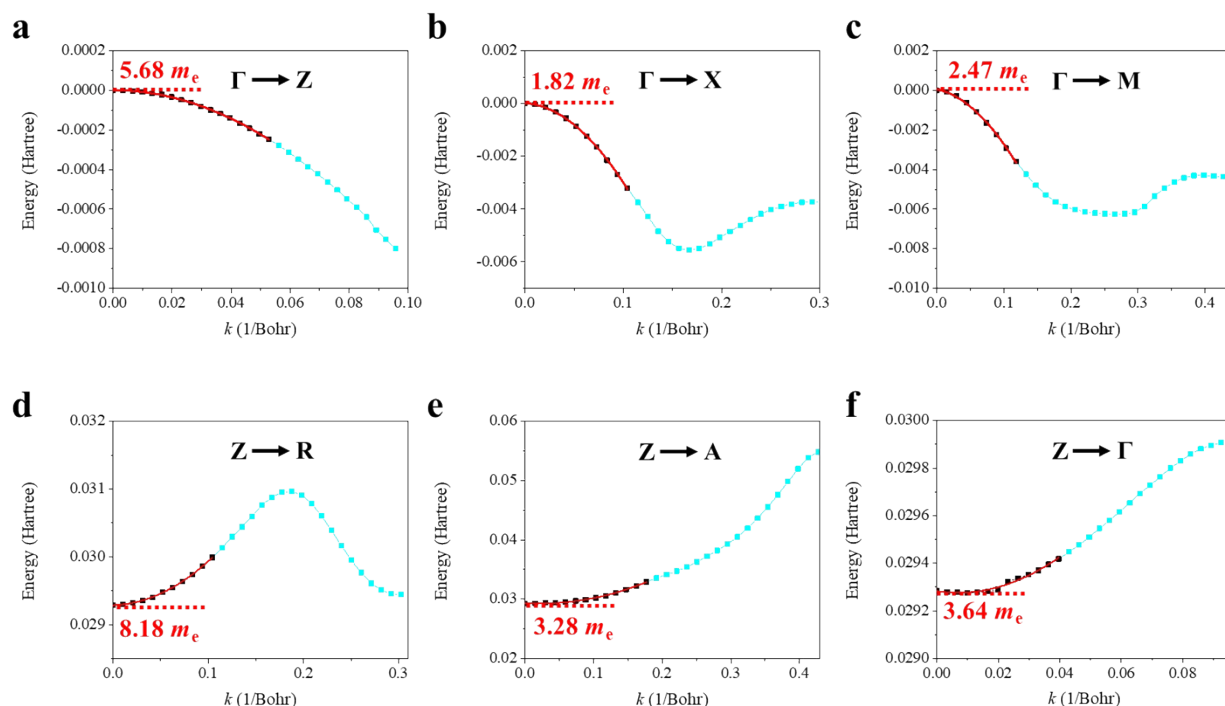 a
0.0002
0.0000
-0.0002
-0.0004
-0.0006
-0.0008
-0.0010
Energy (Hartree)
5.68 me
Γ → Z
0.00 0.02 0.04 0.06 0.08 0.10
k (1/Bohr)
b
0.002
0.000
-0.002
-0.004
-0.006
Energy (Hartree)
1.82 me
Γ → X
0.0 0.1 0.2 0.3
k (1/Bohr)
c
0.002
0.000
-0.002
-0.004
-0.006
-0.008
-0.010
Energy (Hartree)
2.47 me
Γ → M
0.0 0.1 0.2 0.3 0.4
k (1/Bohr)
d
0.032
0.031
0.030
0.029
Energy (Hartree)
Z → R
8.18 me
0.0 0.1 0.2 0.3
k (1/Bohr)
e
0.06
0.05
0.04
0.03
0.02
Energy (Hartree)
Z → A
3.28 me
0.0 0.1 0.2 0.3 0.4
k (1/Bohr)
f
0.0300
0.0298
0.0296
0.0294
0.0292
0.0290
Energy (Hartree)
Z → Γ
3.64 me
0.00 0.02 0.04 0.06 0.08
k (1/Bohr)